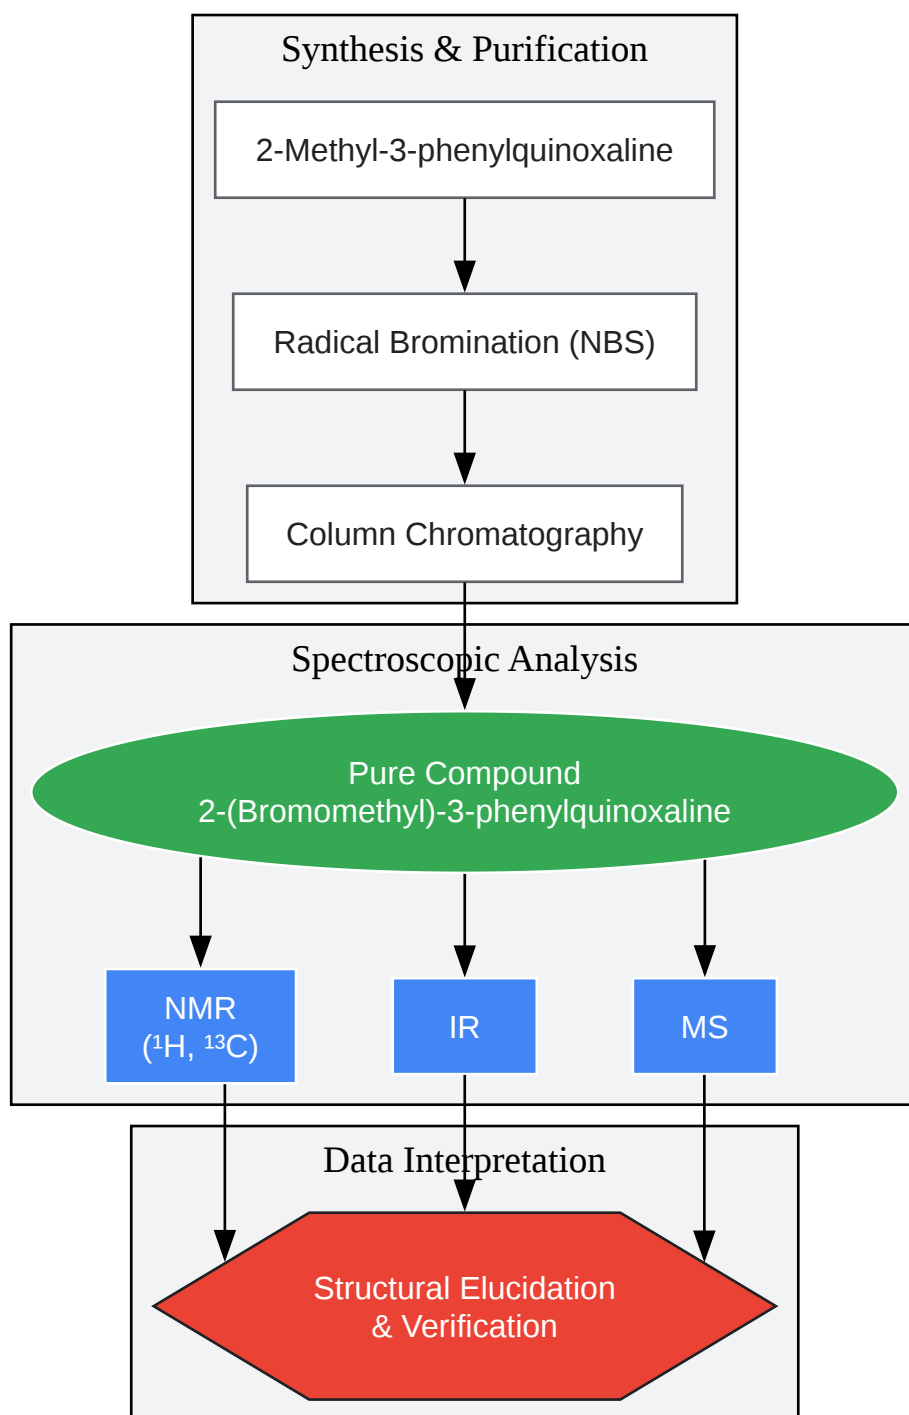 Synthesis & Purification
2-Methyl-3-phenylquinoxaline
Radical Bromination (NBS)
Column Chromatography
Spectroscopic Analysis
Pure Compound
2-(Bromomethyl)-3-phenylquinoxaline
NMR
(¹H, ¹³C)
IR
MS
Data Interpretation
Structural Elucidation
& Verification